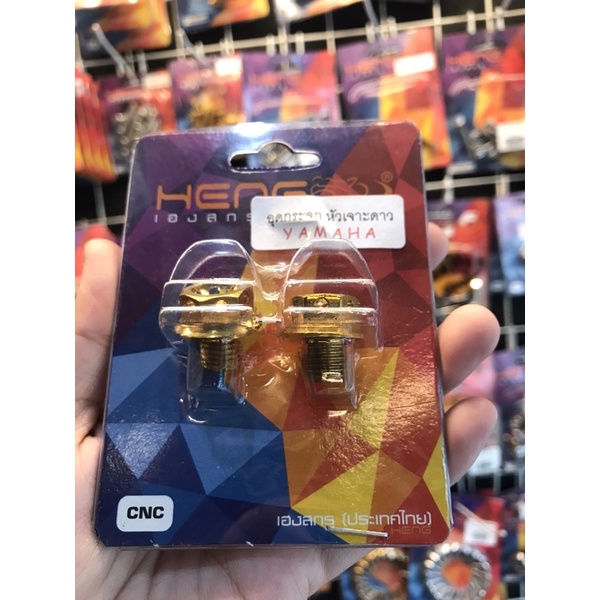 HENG
เฮงสกรู
อุดกระจก หัวเจาะดาว
YAMAHA
CNC
เฮงสกรู (ประเทศไทย)
HENG